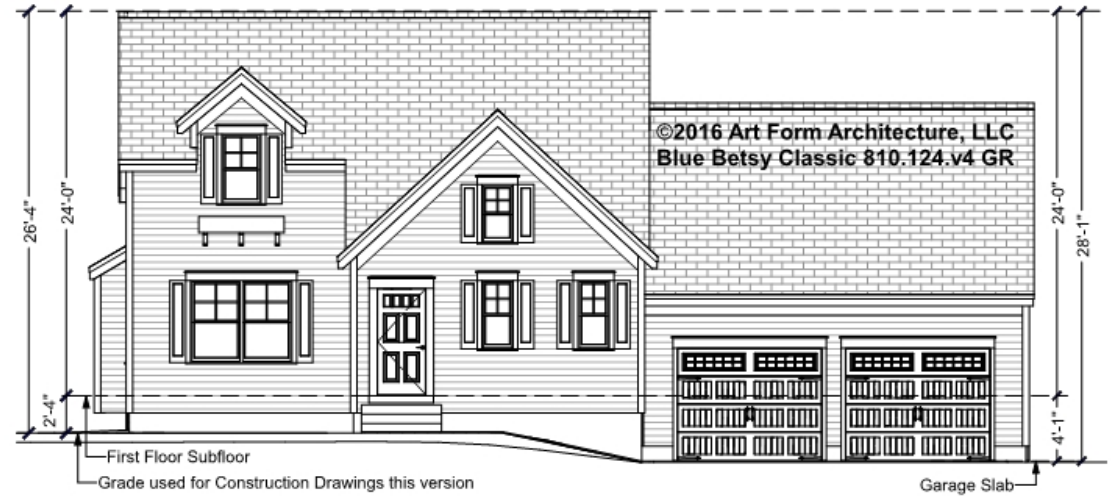 ©2016 Art Form Architecture, LLC
Blue Betsy Classic 810.124.v4 GR
26'-4"
24'-0"
2'-4"
24'-0"
28'-1"
4'-1"
First Floor Subfloor
Grade used for Construction Drawings this version
Garage Slab